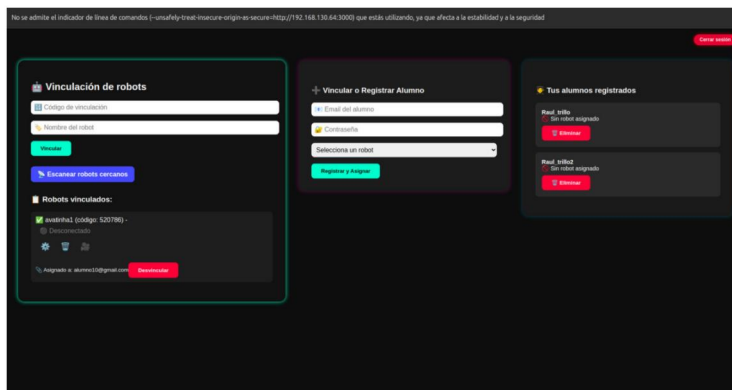 No se admite el indicador de línea de comandos (--unsafely-treat-insecure-origin-as-secure=http://192.168.130.64:3000) que estás utilizando, ya que afecta a la estabilidad y a la seguridad
Cerrar sesión
🤖 Vinculación de robots
🔢 Código de vinculación
🏷️ Nombre del robot
Vincular
📡 Escanear robots cercanos
📋 Robots vinculados:
✅ avatinha1 (código: 520786) -
Desconectado
📎 Asignado a: alumno10@gmail.com
Desvincular
➕ Vincular o Registrar Alumno
📧 Email del alumno
🔐 Contraseña
Selecciona un robot
Registrar y Asignar
Tus alumnos registrados
Raul_trillo
🚫 Sin robot asignado
🗑️ Eliminar
Raul_trillo2
🚫 Sin robot asignado
🗑️ Eliminar